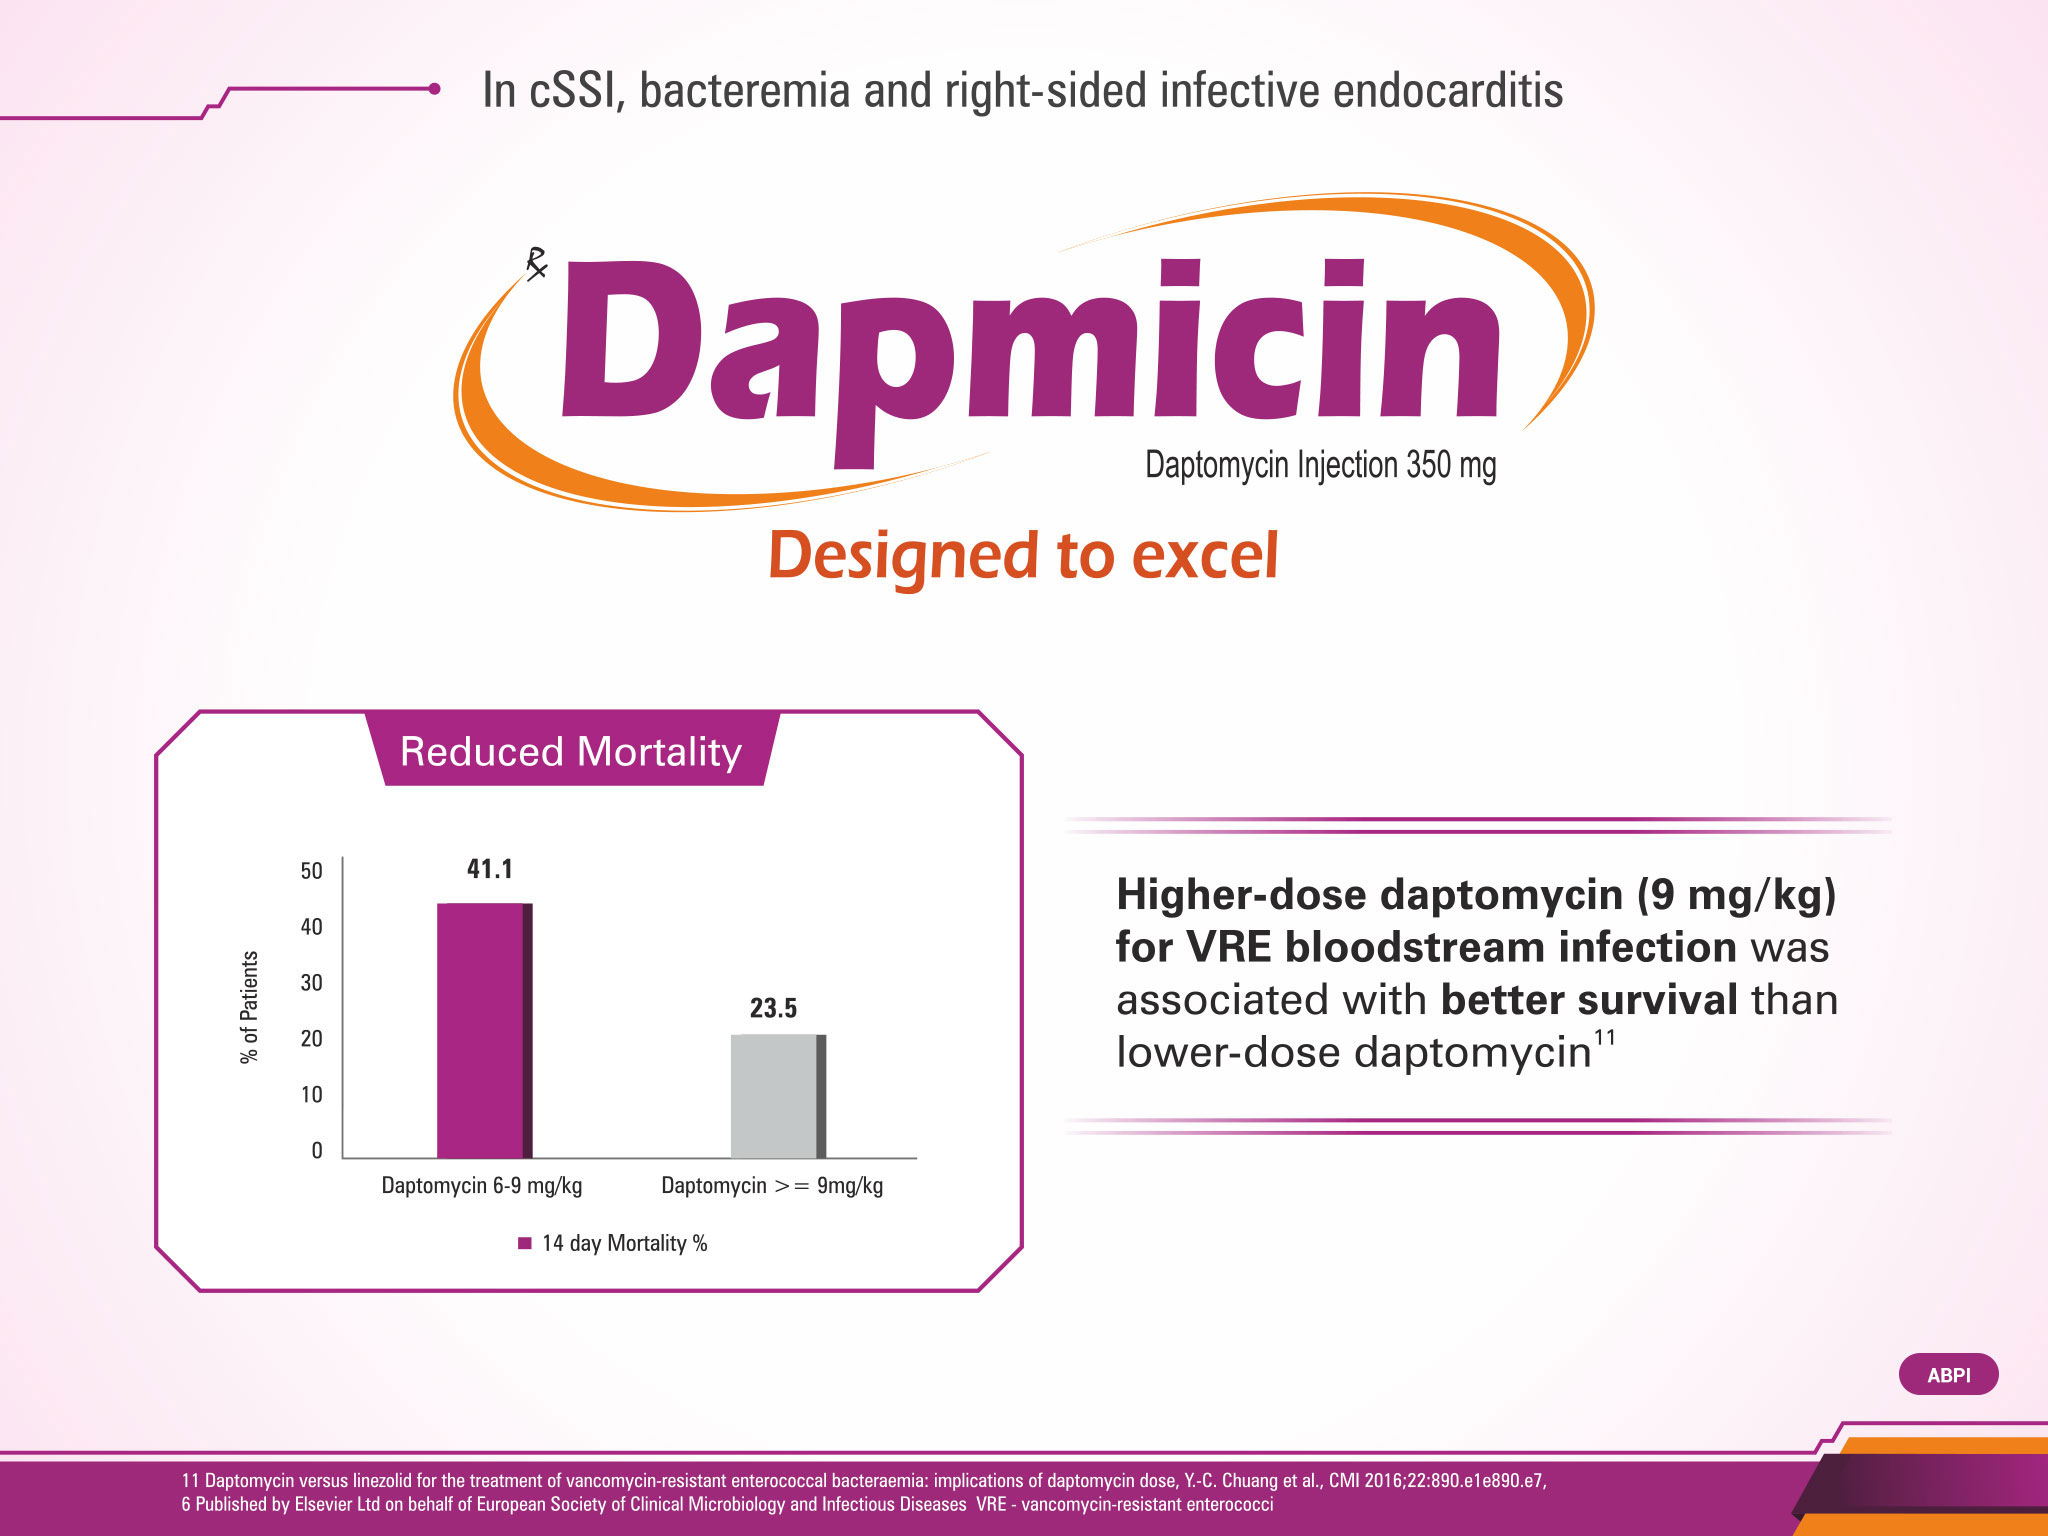 In cSSI, bacteremia and right-sided infective endocarditis
Rx
Dapmicin
Daptomycin Injection 350 mg
Designed to excel
Reduced Mortality
% of Patients
50
40
30
20
10
0
41.1
23.5
Daptomycin 6-9 mg/kg
Daptomycin >= 9mg/kg
14 day Mortality %
Higher-dose daptomycin (9 mg/kg)
for VRE bloodstream infection was
associated with better survival than
lower-dose daptomycin11
ABPI
11 Daptomycin versus linezolid for the treatment of vancomycin-resistant enterococcal bacteraemia: implications of daptomycin dose, Y.-C. Chuang et al., CMI 2016;22:890.e1e890.e7,
6 Published by Elsevier Ltd on behalf of European Society of Clinical Microbiology and Infectious Diseases VRE - vancomycin-resistant enterococci